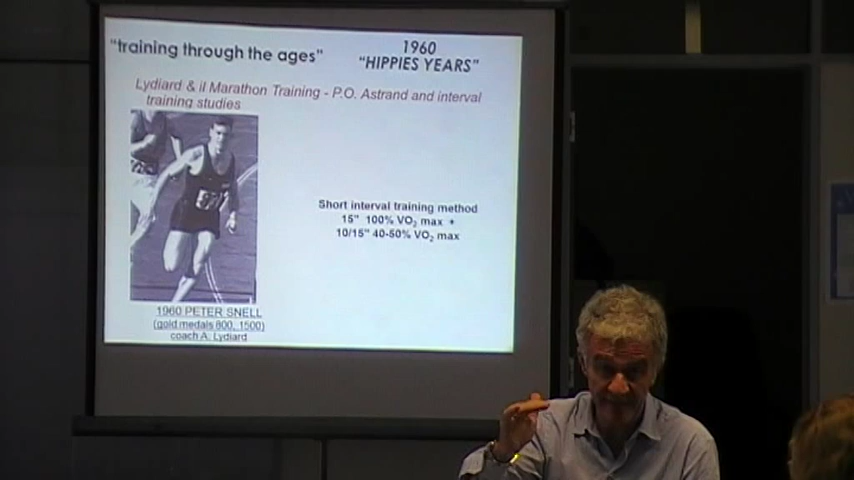 "training through the ages"
1960
"HIPPIES YEARS"
Lydiard & il Marathon Training - P.O. Astrand and interval
training studies
Short interval training method
15" 100% VO2 max +
10/15" 40-50% VO2 max
1960 PETER SNELL
(gold medals 800, 1500)
coach A. Lydiard